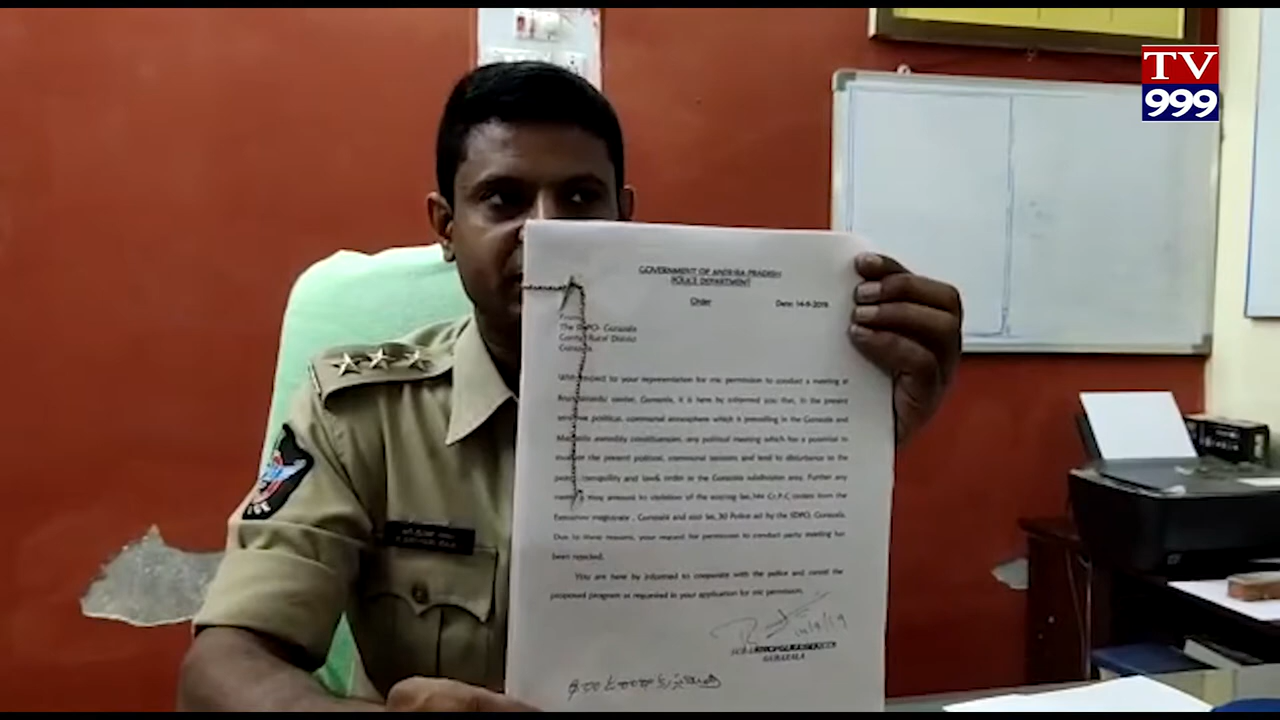 TV
999
GOVERNMENT OF ANDHRA PRADESH
POLICE DEPARTMENT
Order Date: 14-9-2019
From
The SDPO- Gurazala
Guntur Rural District
Gurazala.
With respect to your representation for mic permission to conduct a meeting at
center, Gurazala, it is here by informed you that, in the present
sensitive political, communal atmosphere which is prevailing in the Gurazala and
assembly constituencies, any political meeting which has a potential to
the present political, communal tensions and lead to disturbance to the
peace, tranquility and law& order in the Gurazala subdivision area. Further any
may amount to violation of the existing Sec.144 Cr.P.C orders from the
Executive magistrate , Gurazala and also Sec.30 Police act by the SDPO, Gurazala.
Due to these reasons, your request for permission to conduct party meeting has
been rejected.
You are here by informed to cooperate with the police and cancel the
proposed program as requested in your application for mic permission.
14/9/19
GURAZALA